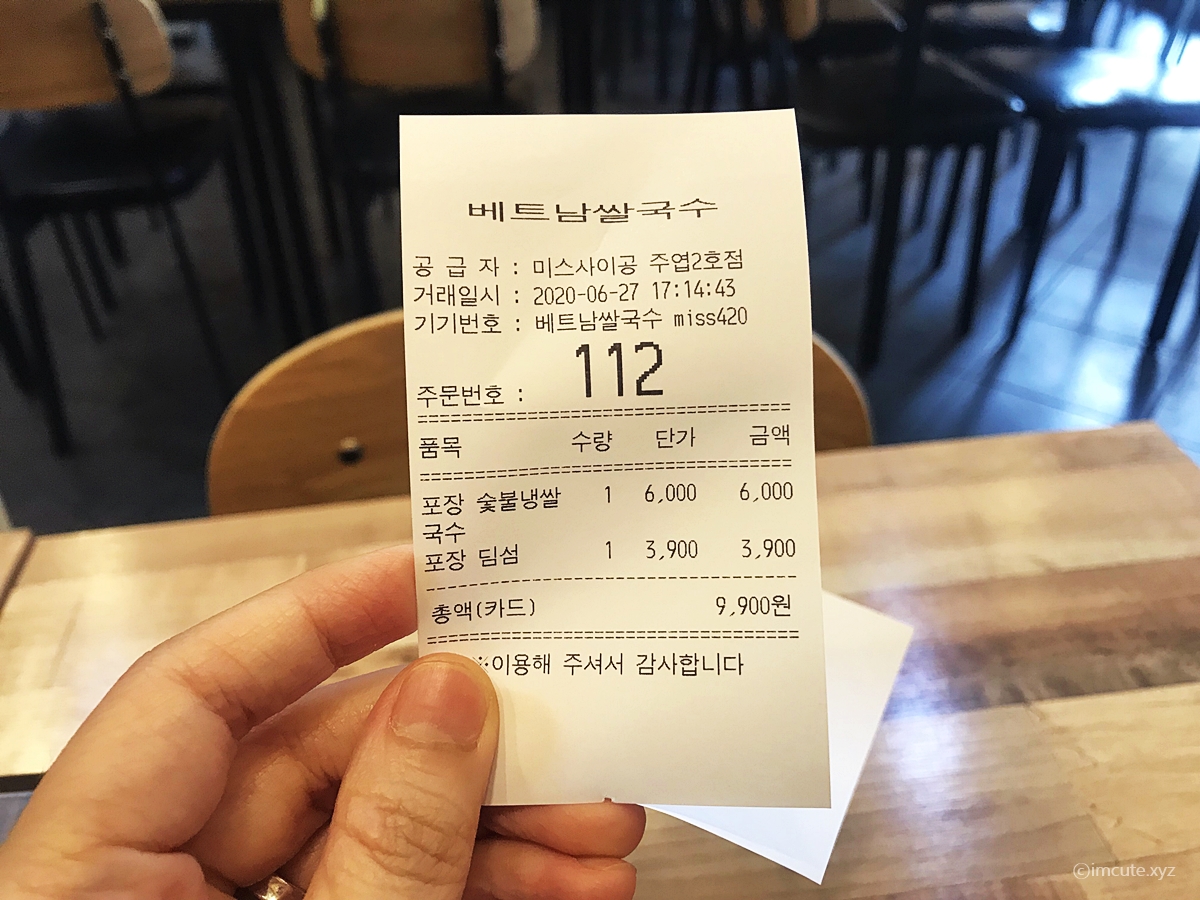 베트남쌀국수
공 급 자 : 미스사이공 주엽2호점
거래일시 : 2020-06-27 17:14:43
기기번호 : 베트남쌀국수 miss420
주문번호 : 112
품목 수량 단가 금액
포장 숯불냉쌀 1 6,000 6,000
국수
포장 딤섬 1 3,900 3,900
총액(카드) 9,900원
※이용해 주셔서 감사합니다
©imcute.xyz